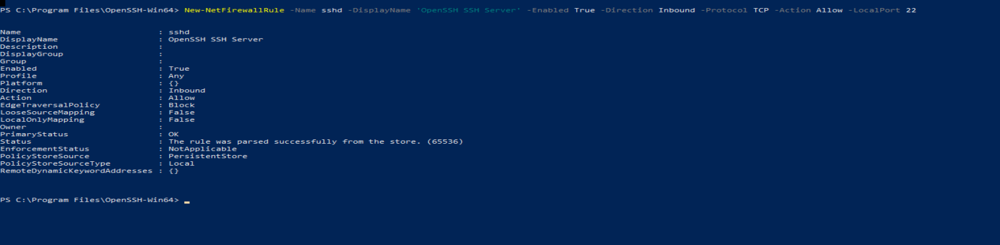 PS C:\Program Files\OpenSSH-Win64> New-NetFirewallRule -Name sshd -DisplayName 'OpenSSH SSH Server' -Enabled True -Direction Inbound -Protocol TCP -Action Allow -LocalPort 22
Name                          : sshd
DisplayName                   : OpenSSH SSH Server
Description                   :
DisplayGroup                  :
Group                         :
Enabled                       : True
Profile                       : Any
Platform                      : {}
Direction                     : Inbound
Action                        : Allow
EdgeTraversalPolicy           : Block
LooseSourceMapping            : False
LocalOnlyMapping              : False
Owner                         :
PrimaryStatus                 : OK
Status                        : The rule was parsed successfully from the store. (65536)
EnforcementStatus             : NotApplicable
PolicyStoreSource             : PersistentStore
PolicyStoreSourceType         : Local
RemoteDynamicKeywordAddresses : {}
PS C:\Program Files\OpenSSH-Win64>